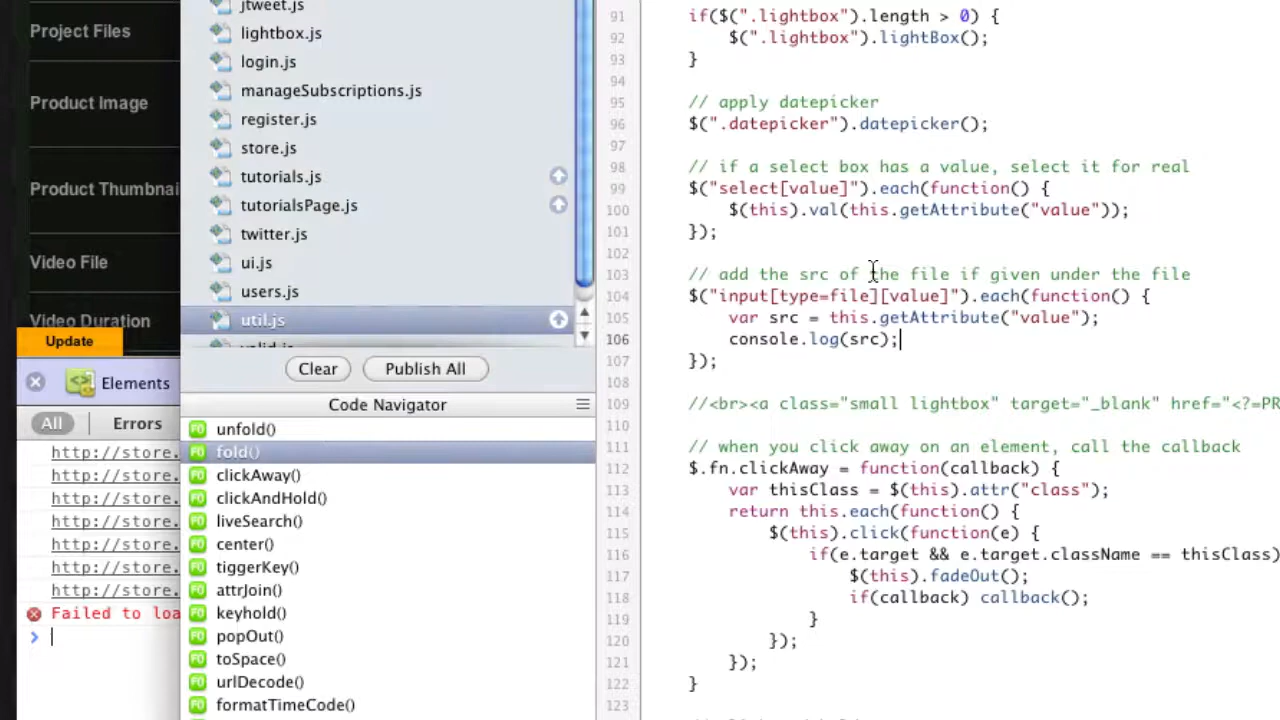 Project Files
Product Image
Product Thumbnai
Video File
Video Duration
Update
Elements
All
Errors
http://store.
http://store.
http://store.
http://store.
http://store.
http://store.
http://store.
Failed to loa
>
jtweet.js
lightbox.js
login.js
manageSubscriptions.js
register.js
store.js
tutorials.js
tutorialsPage.js
twitter.js
ui.js
users.js
util.js
valid.js
Clear
Publish All
Code Navigator
unfold()
fold()
clickAway()
clickAndHold()
liveSearch()
center()
tiggerKey()
attrJoin()
keyhold()
popOut()
toSpace()
urlDecode()
formatTimeCode()
91 if($(".lightbox").length > 0) {
92 $(".lightbox").lightBox();
93 }
94
95 // apply datepicker
96 $(".datepicker").datepicker();
97
98 // if a select box has a value, select it for real
99 $("select[value]").each(function() {
100 $(this).val(this.getAttribute("value"));
101 });
102
103 // add the src of the file if given under the file
104 $("input[type=file][value]").each(function() {
105 var src = this.getAttribute("value");
106 console.log(src);
107 });
108
109 //<br><a class="small lightbox" target="_blank" href="<?=PR
110
111 // when you click away on an element, call the callback
112 $.fn.clickAway = function(callback) {
113 var thisClass = $(this).attr("class");
114 return this.each(function() {
115 $(this).click(function(e) {
116 if(e.target && e.target.className == thisClass)
117 $(this).fadeOut();
118 if(callback) callback();
119 }
120 });
121 });
122 }
123